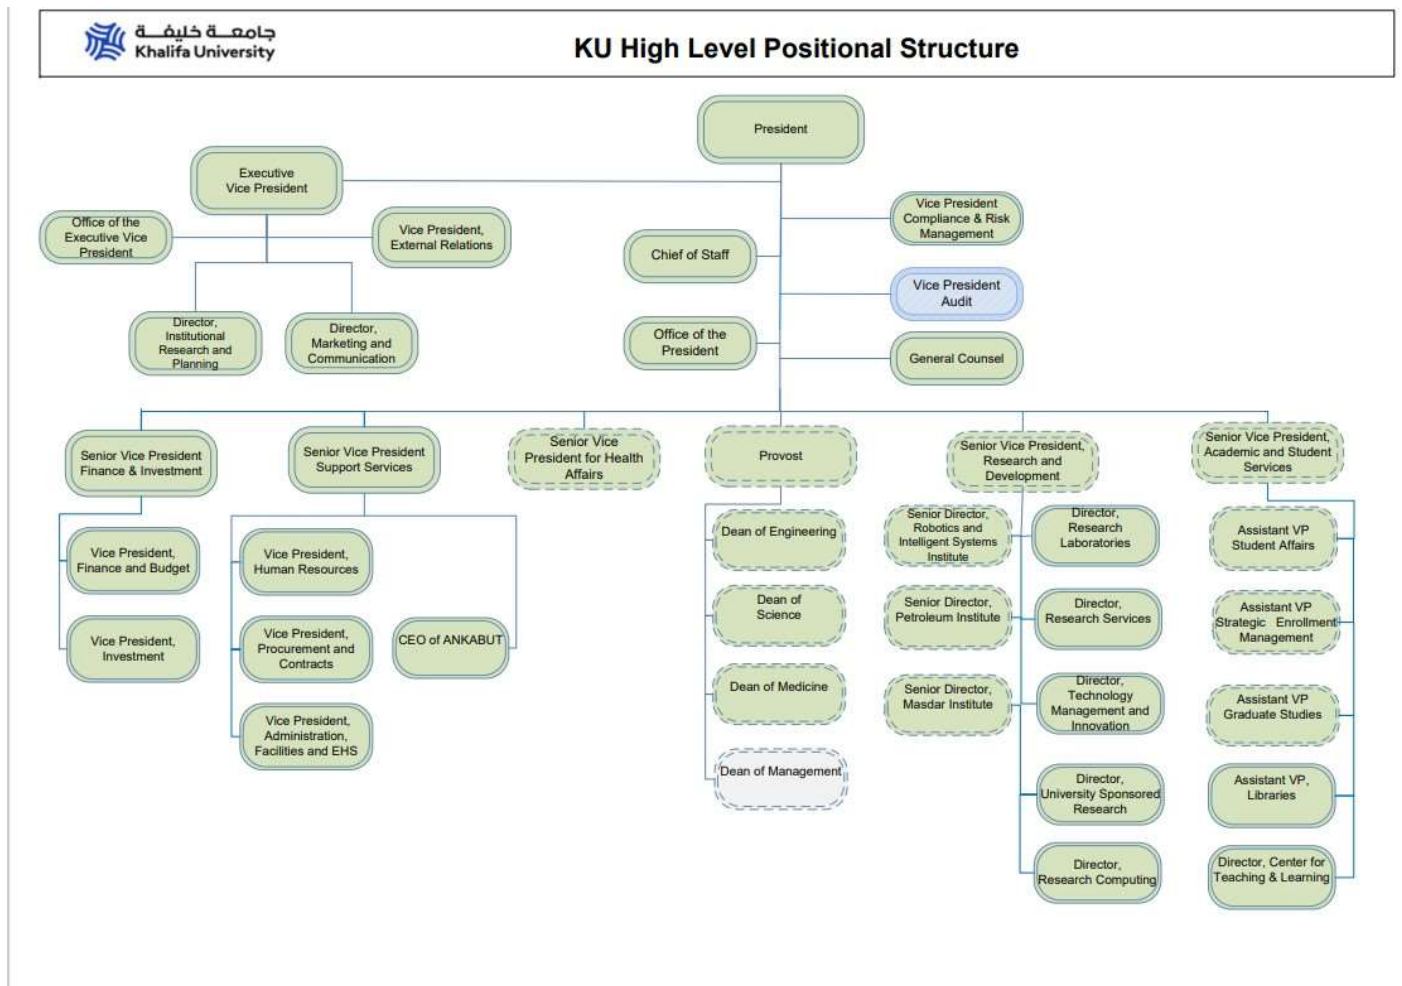 جامعــة خليفــة
Khalifa University
KU High Level Positional Structure
President
Executive
Vice President
Office of the
Executive Vice
President
Vice President,
External Relations
Director,
Institutional
Research and
Planning
Director,
Marketing and
Communication
Vice President
Compliance & Risk
Management
Chief of Staff
Vice President
Audit
Office of the
President
General Counsel
Senior Vice President
Finance & Investment
Vice President,
Finance and Budget
Vice President,
Investment
Senior Vice President
Support Services
Vice President,
Human Resources
Vice President,
Procurement and
Contracts
Vice President,
Administration,
Facilities and EHS
CEO of ANKABUT
Senior Vice
President for Health
Affairs
Provost
Dean of Engineering
Dean of
Science
Dean of Medicine
Dean of Management
Senior Vice President,
Research and
Development
Senior Director,
Robotics and
Intelligent Systems
Institute
Senior Director,
Petroleum Institute
Senior Director,
Masdar Institute
Director,
Research
Laboratories
Director,
Research Services
Director,
Technology
Management and
Innovation
Director,
University Sponsored
Research
Director,
Research Computing
Senior Vice President,
Academic and Student
Services
Assistant VP
Student Affairs
Assistant VP
Strategic Enrollment
Management
Assistant VP
Graduate Studies
Assistant VP,
Libraries
Director, Center for
Teaching & Learning